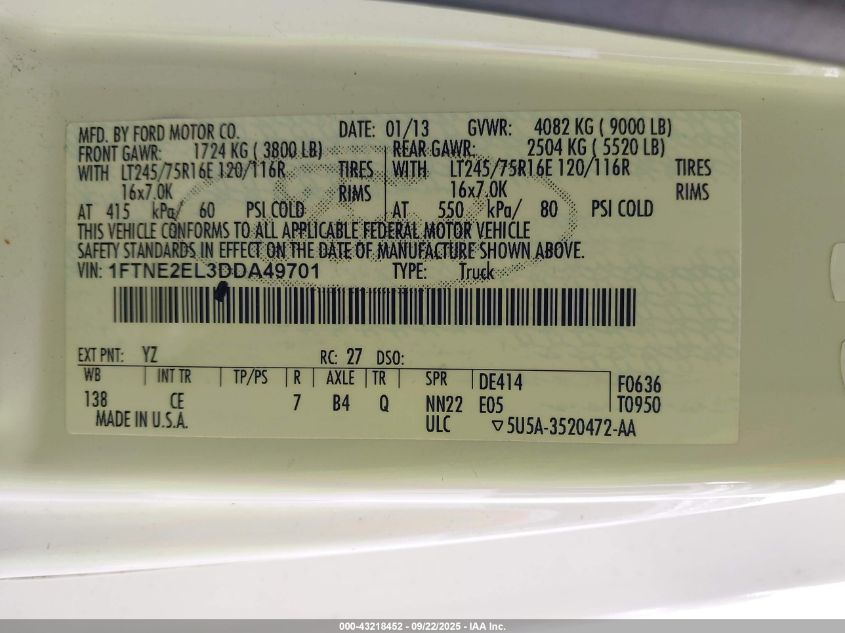 MFD. BY FORD MOTOR CO. DATE: 01/13 GVWR: 4082 KG ( 9000 LB)
FRONT GAWR: 1724 KG ( 3800 LB) REAR GAWR: 2504 KG ( 5520 LB)
WITH LT245/75R16E 120/116R TIRES WITH LT245/75R16E 120/116R TIRES
16x7.0K RIMS 16x7.0K RIMS
AT 415 kPa/ 60 PSI COLD AT 550 kPa/ 80 PSI COLD
THIS VEHICLE CONFORMS TO ALL APPLICABLE FEDERAL MOTOR VEHICLE
SAFETY STANDARDS IN EFFECT ON THE DATE OF MANUFACTURE SHOWN ABOVE.
VIN: 1FTNE2EL3DDA49701 TYPE: Truck
EXT PNT: YZ RC: 27 DSO:
WB INT TR TP/PS R AXLE TR SPR DE414 F0636
138 CE 7 B4 Q NN22 E05 T0950
MADE IN U.S.A. ULC ▽5U5A-3520472-AA
000-43218452 - 09/22/2025 - IAA Inc.